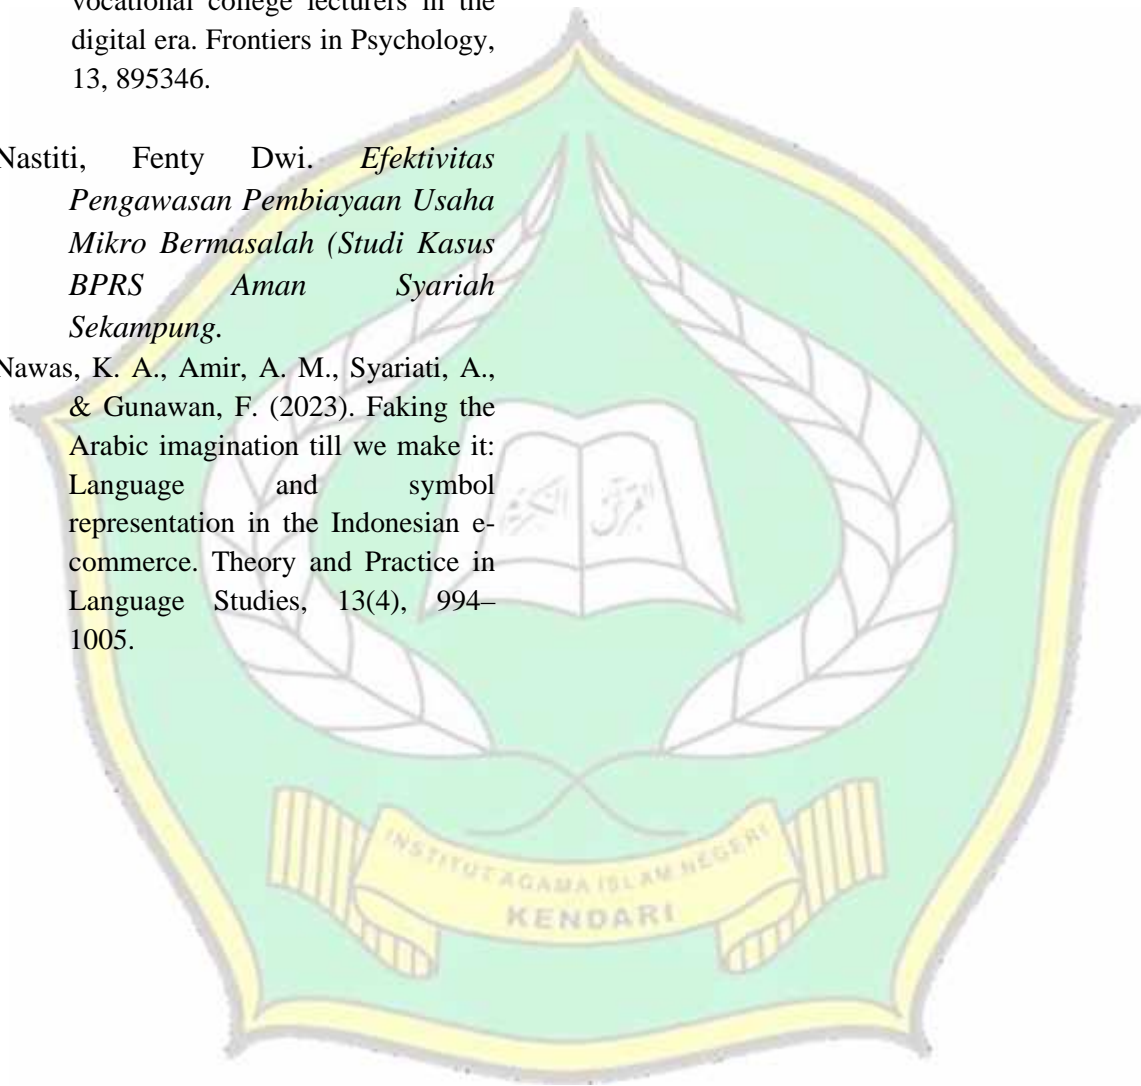 vocational college lecturers in the
digital era. Frontiers in Psychology,
13, 895346.
Nastiti, Fenty Dwi. Efektivitas
Pengawasan Pembiayaan Usaha
Mikro Bermasalah (Studi Kasus
BPRS Aman Syariah
Sekampung.
Nawas, K. A., Amir, A. M., Syariati, A.,
& Gunawan, F. (2023). Faking the
Arabic imagination till we make it:
Language and symbol
representation in the Indonesian e-
commerce. Theory and Practice in
Language Studies, 13(4), 994–
1005.
INSTITUT AGAMA ISLAM NEGERI
KENDARI